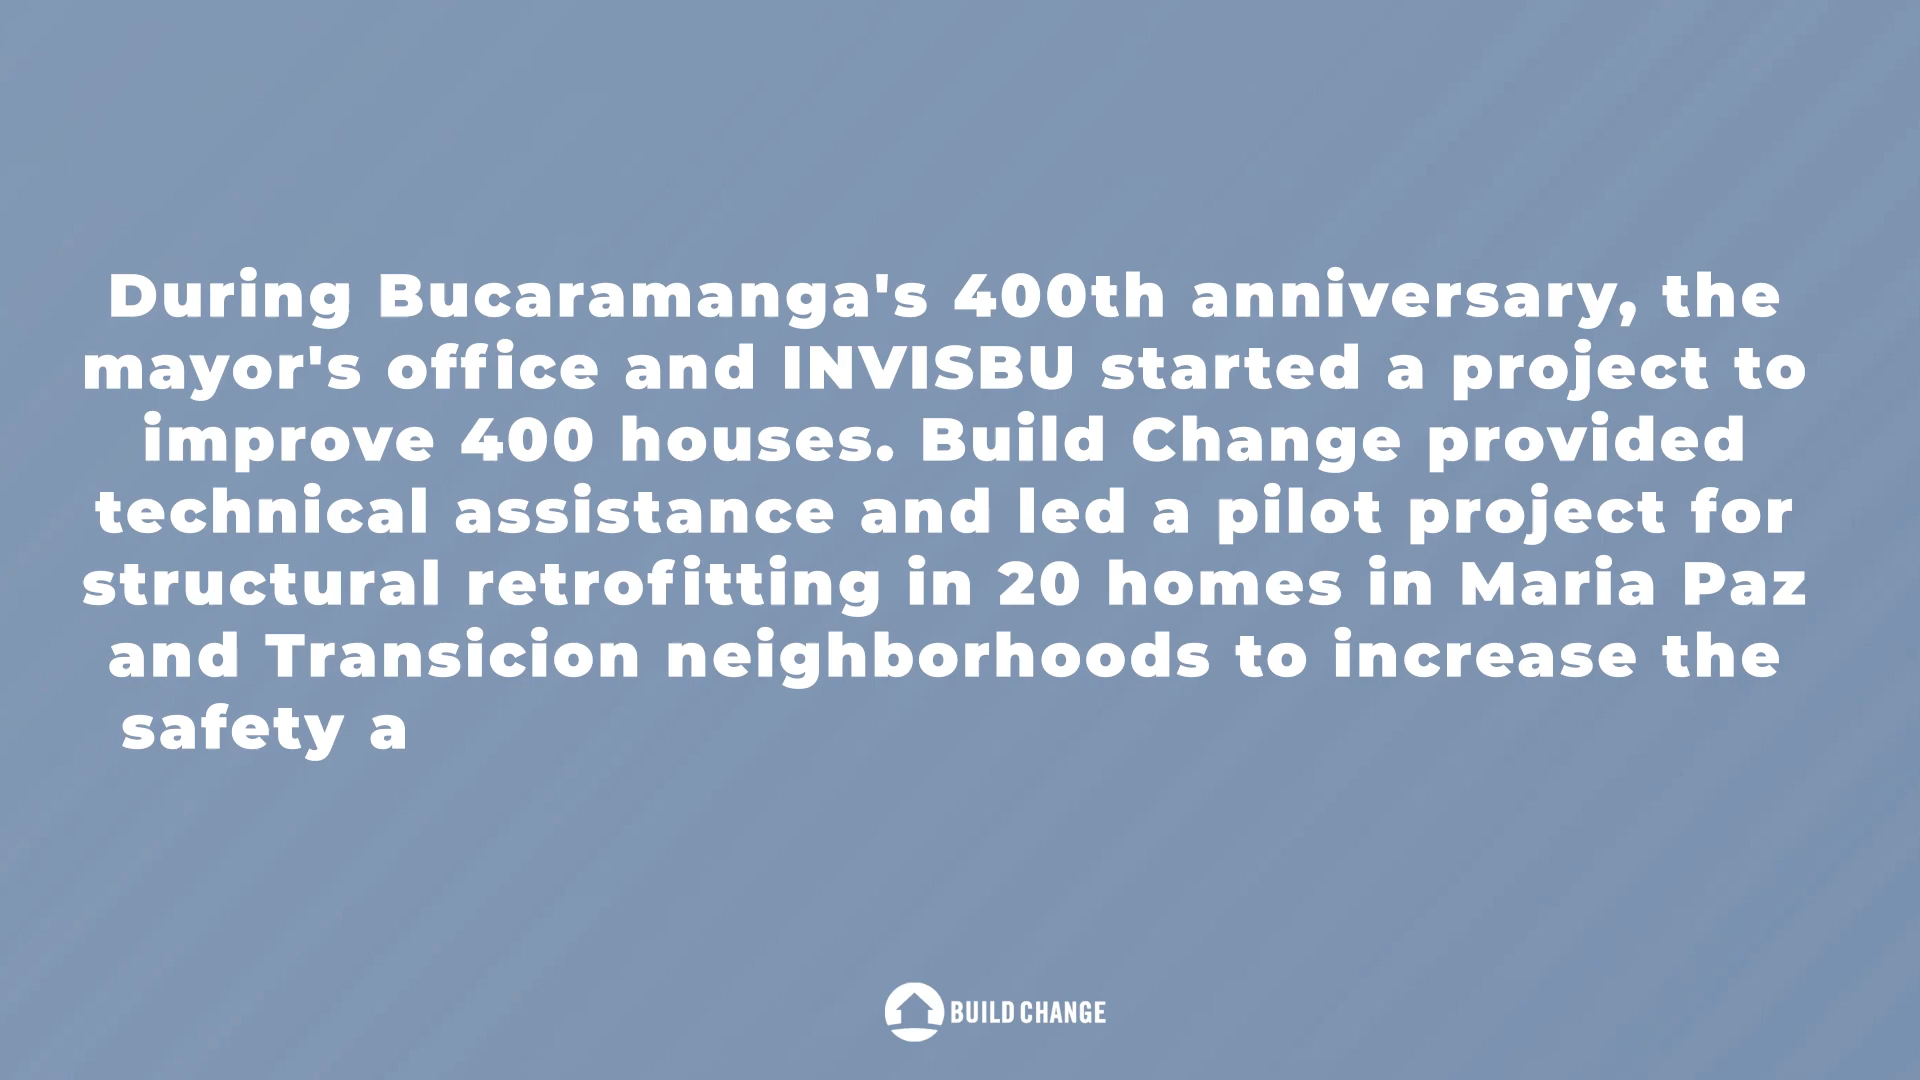 During Bucaramanga's 400th anniversary, the
mayor's office and INVISBU started a project to
improve 400 houses. Build Change provided
technical assistance and led a pilot project for
structural retrofitting in 20 homes in Maria Paz
and Transicion neighborhoods to increase the
safety a
BUILD CHANGE